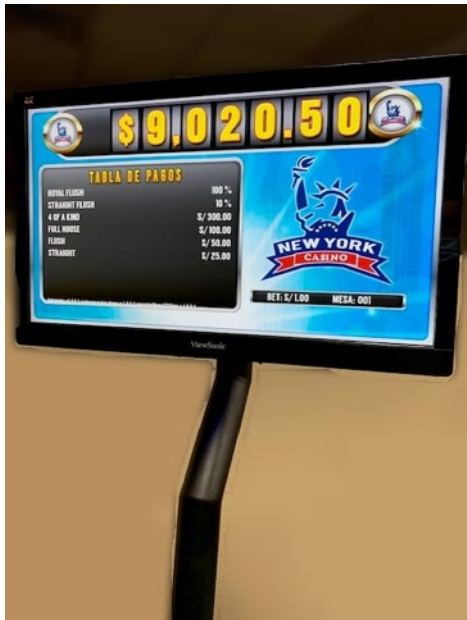 $9,020.50
TABLA DE PAGOS
ROYAL FLUSH 100 %
STRAIGHT FLUSH 10 %
4 OF A KIND S/ 300.00
FULL HOUSE S/ 100.00
FLUSH S/ 50.00
STRAIGHT S/ 25.00
NEW YORK
CASINO
BET: S/ 1.00 MESA: 001
ViewSonic